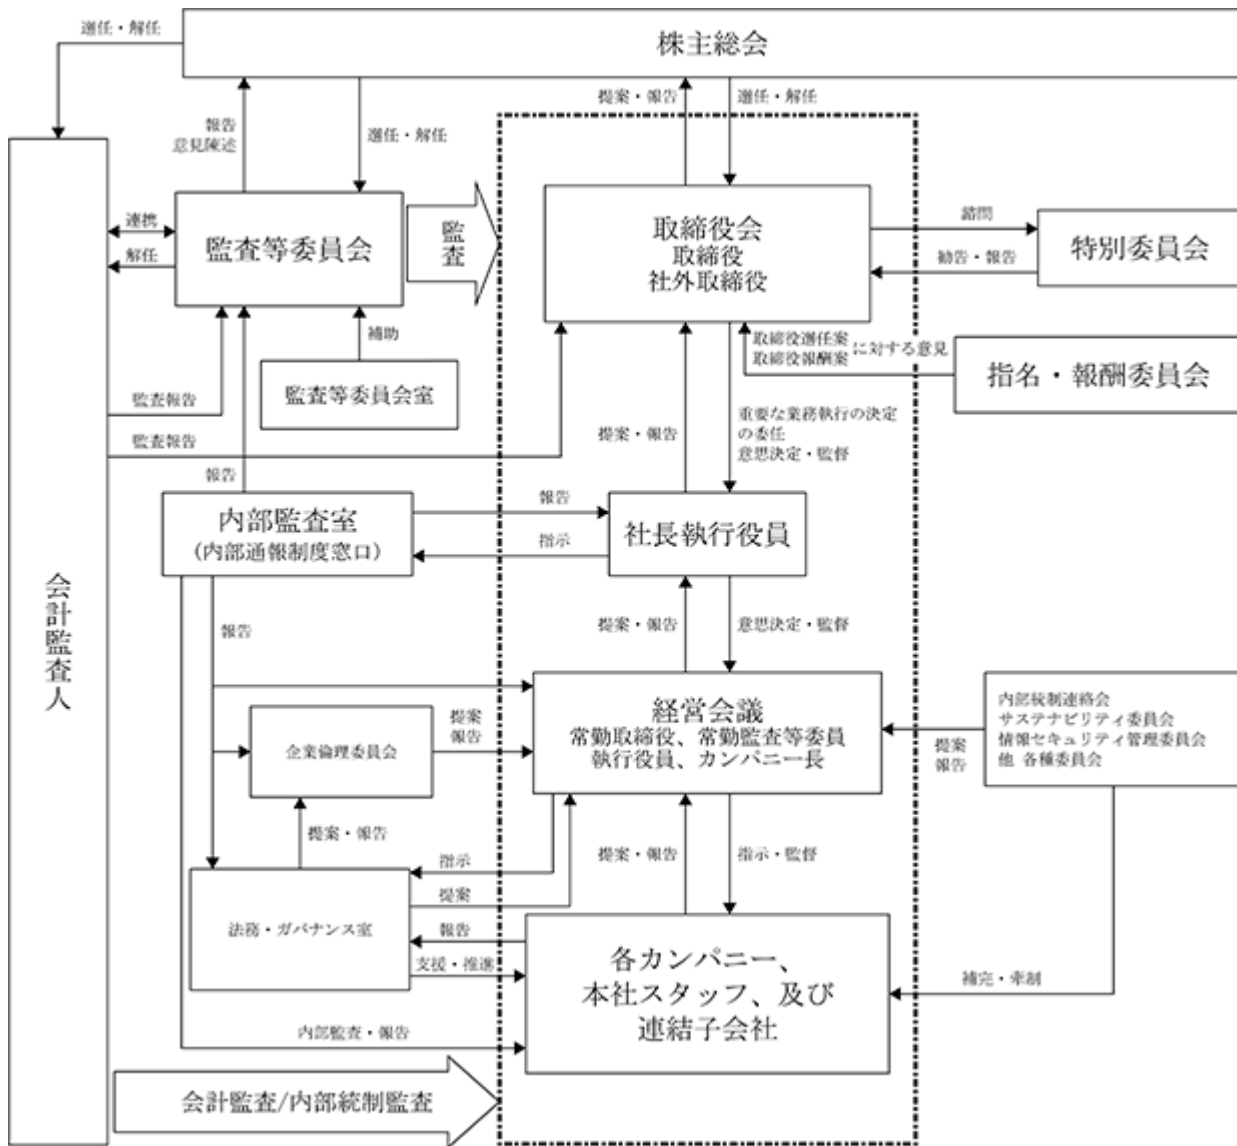 選任・解任
株主総会
報告
意見陳述
選任・解任
提案・報告
選任・解任
連携
解任
監査等委員会
監査
取締役会
取締役
社外取締役
諮問
勧告・報告
特別委員会
補助
監査等委員会室
取締役選任案
取締役報酬案
に対する意見
指名・報酬委員会
監査報告
監査報告
提案・報告
重要な業務執行の決定
の委任
意思決定・監督
報告
内部監査室
(内部通報制度窓口)
報告
指示
社長執行役員
会計監査人
報告
提案・報告
意思決定・監督
企業倫理委員会
提案
報告
経営会議
常勤取締役、常勤監査等委員
執行役員、カンパニー長
提案
報告
内部統制連絡会
サステナビリティ委員会
情報セキュリティ管理委員会
他 各種委員会
提案・報告
指示
提案
提案・報告
指示・監督
法務・ガバナンス室
報告
支援・推進
各カンパニー、
本社スタッフ、及び
連結子会社
補完・牽制
内部監査・報告
会計監査/内部統制監査